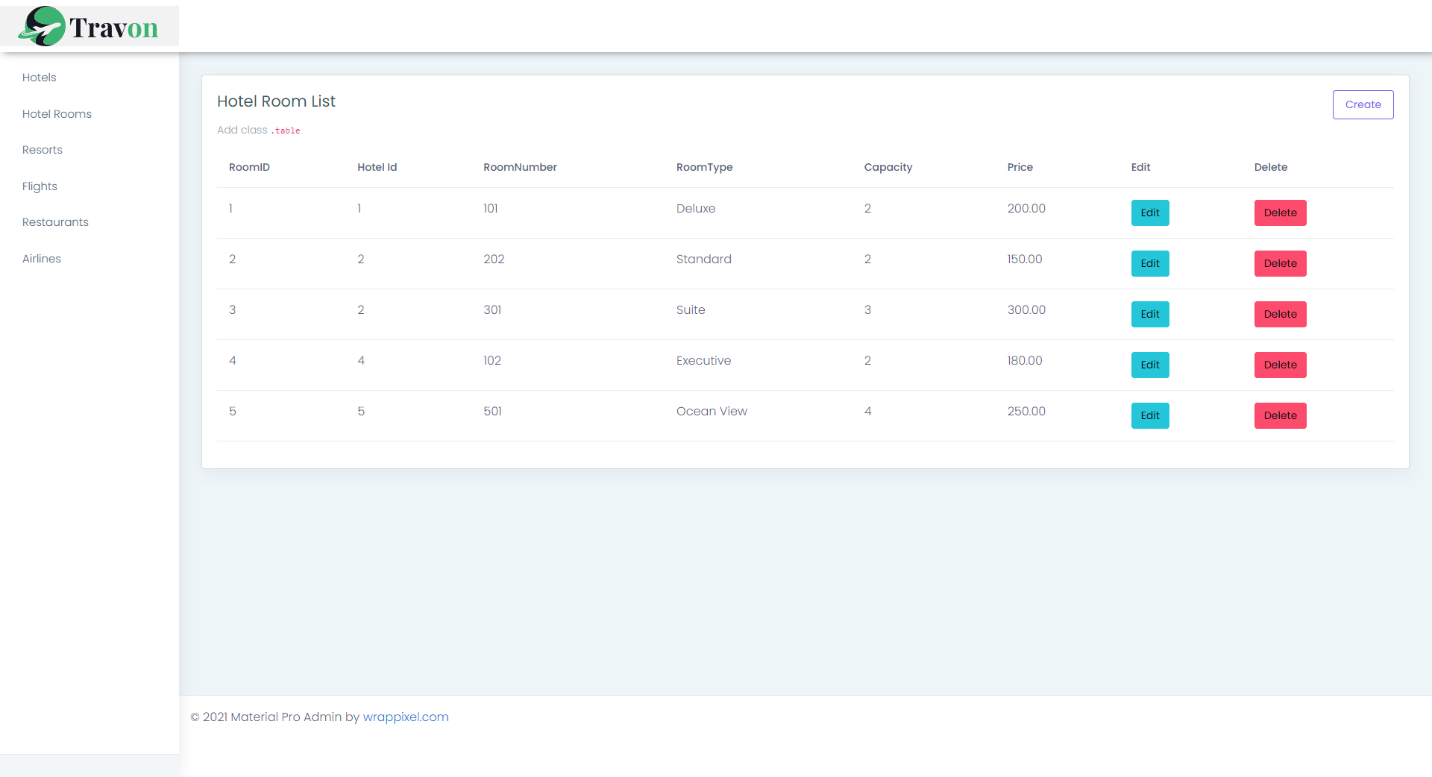 Travon
Hotels
Hotel Rooms
Resorts
Flights
Restaurants
Airlines
Hotel Room List
Create
Add class .table
RoomID Hotel Id RoomNumber RoomType Capacity Price Edit Delete
1 1 101 Deluxe 2 200.00 Edit Delete
2 2 202 Standard 2 150.00 Edit Delete
3 2 301 Suite 3 300.00 Edit Delete
4 4 102 Executive 2 180.00 Edit Delete
5 5 501 Ocean View 4 250.00 Edit Delete
© 2021 Material Pro Admin by wrappixel.com